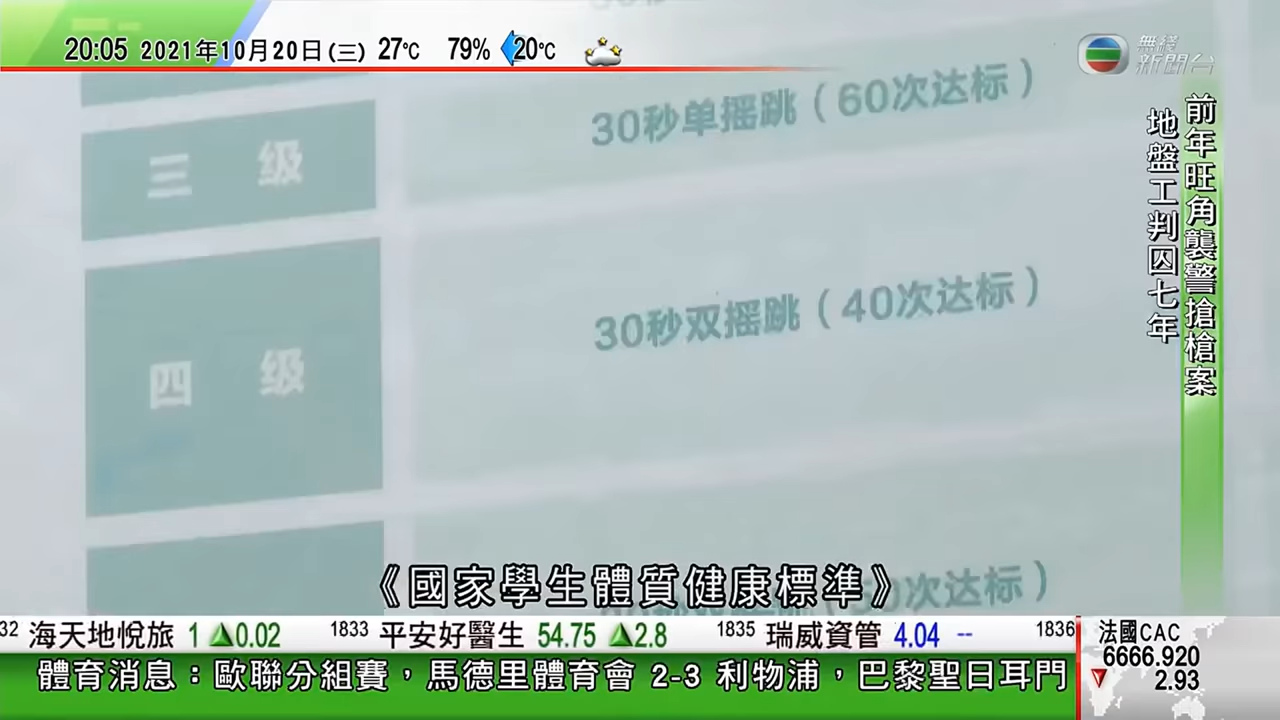 20:05 2021年10月20日(三) 27℃ 79% 20℃
無綫
新聞台
前年旺角襲警搶槍案
地盤工判囚七年
三 级
30秒单摇跳（60次达标）
四 级
30秒双摇跳（40次达标）
次达标）
《國家學生體質健康標準》
32 海天地悅旅 1 0.02 1833 平安好醫生 54.75 2.8 1835 瑞威資管 4.04 -- 1836
法國CAC
6666.920
2.93
體育消息：歐聯分組賽，馬德里體育會 2-3 利物浦，巴黎聖日耳門